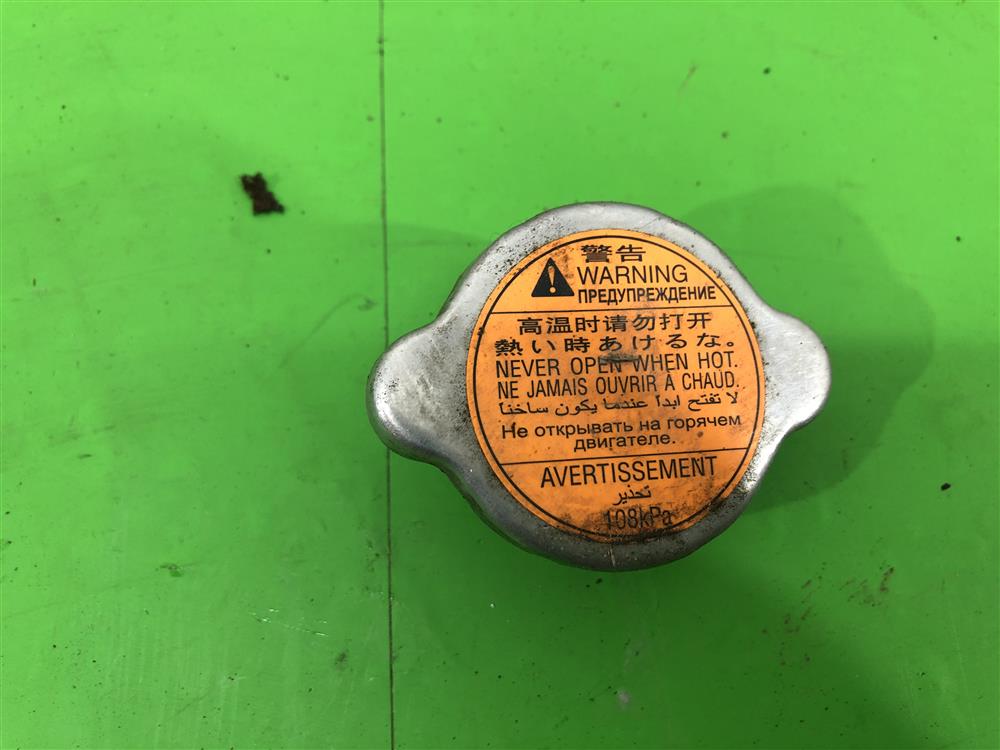 警告
WARNING
ПРЕДУПРЕЖДЕНИЕ
高温时请勿打开
熱い時あけるな。
NEVER OPEN WHEN HOT.
NE JAMAIS OUVRIR À CHAUD.
لا تفتح ابدا عندما يكون ساخنا
Не открывать на горячем
двигателе.
AVERTISSEMENT
تحذير
108kPa